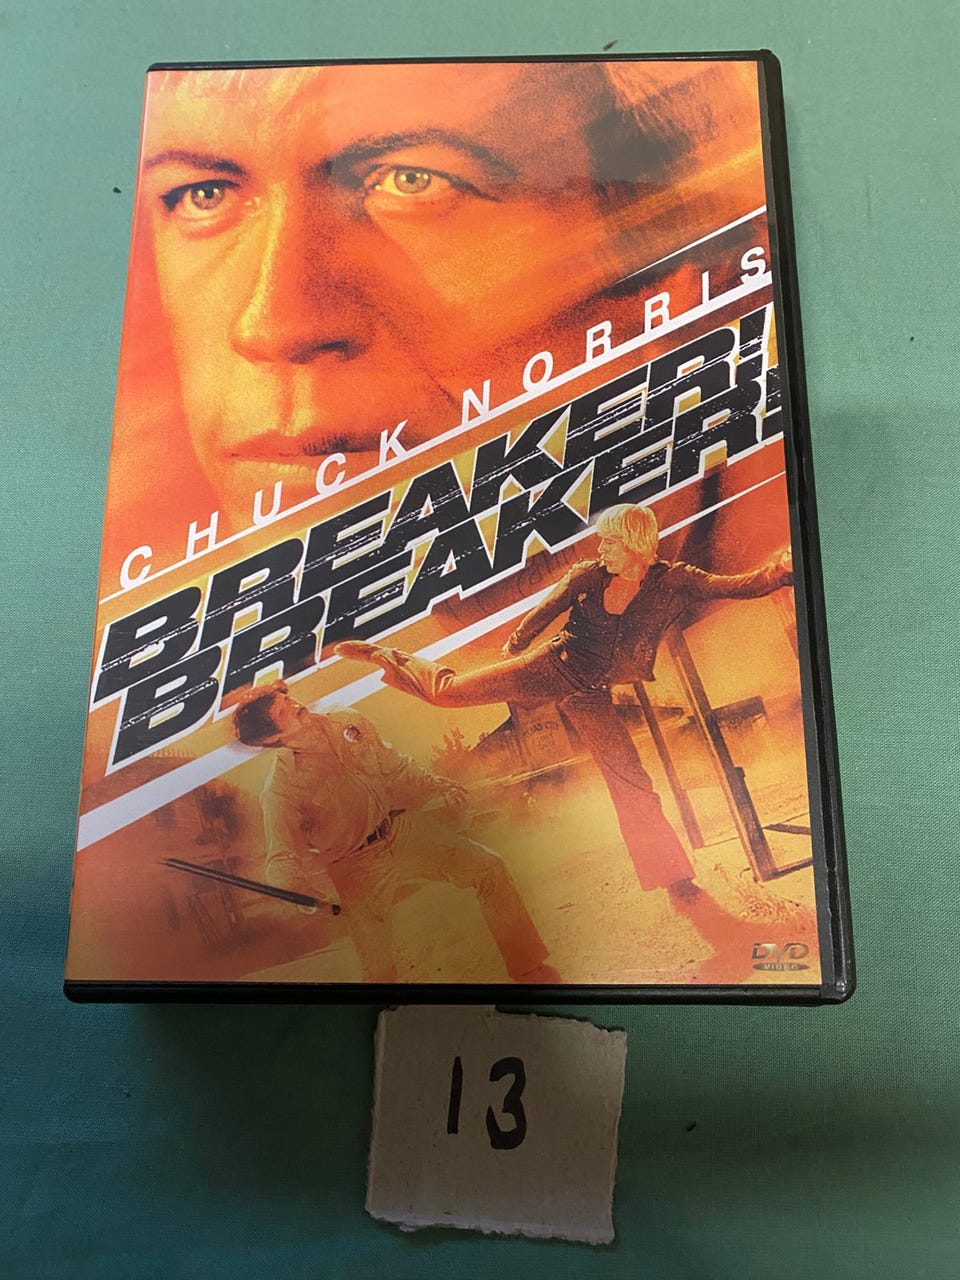 CHUCK NORRIS
BREAKER!
BREAKER!
DVD
VIDEO
13